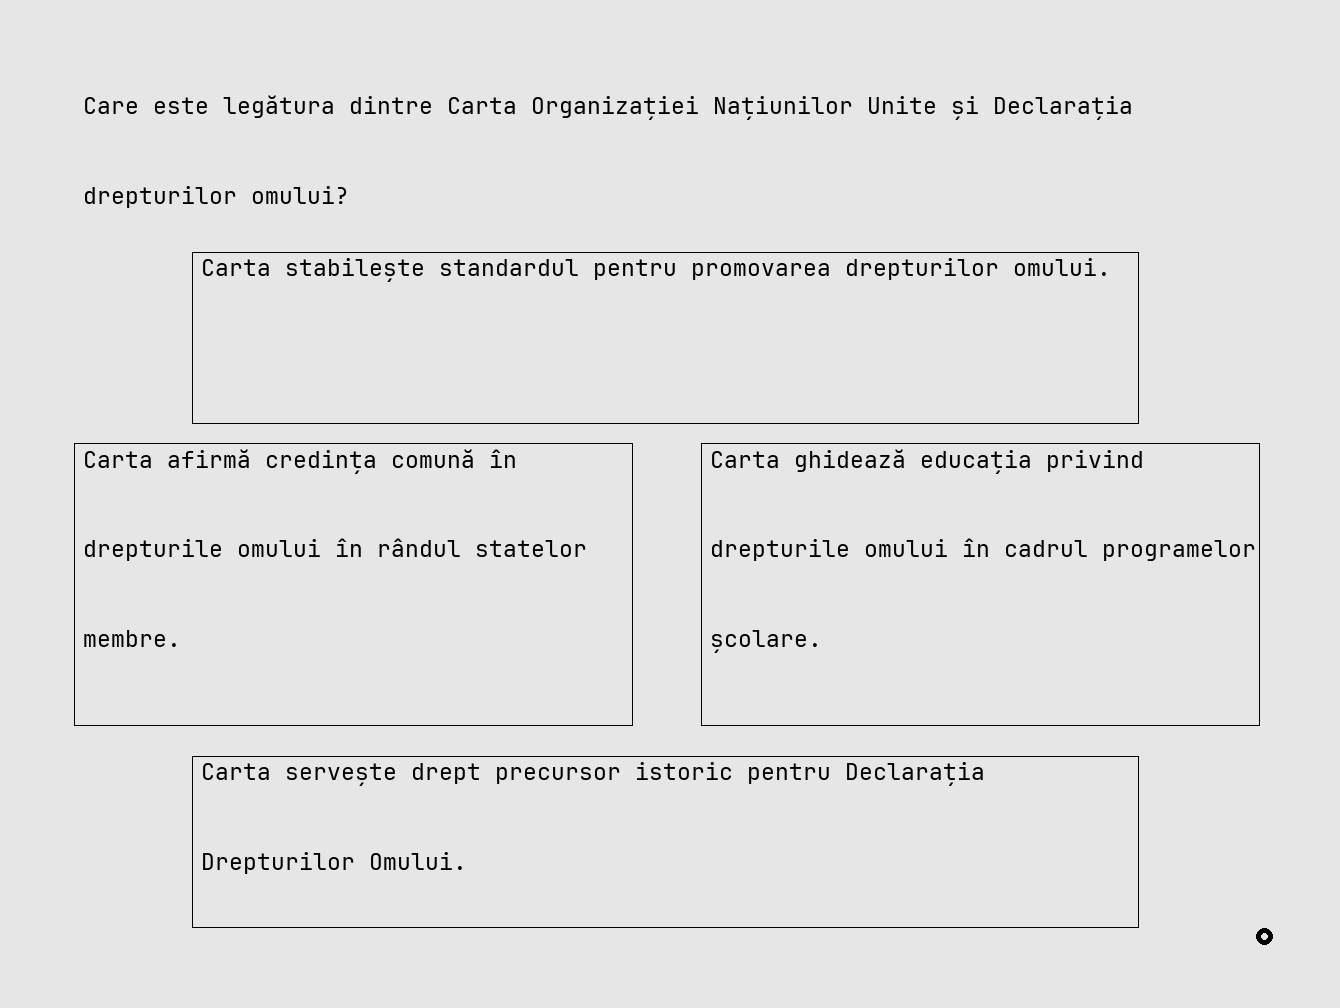 Care este legătura dintre Carta Organizației Națiunilor Unite și Declarația
drepturilor omului?
Carta stabilește standardul pentru promovarea drepturilor omului.
Carta afirmă credința comună în
drepturile omului în rândul statelor
membre.
Carta ghidează educația privind
drepturile omului în cadrul programelor
școlare.
Carta servește drept precursor istoric pentru Declarația
Drepturilor Omului.